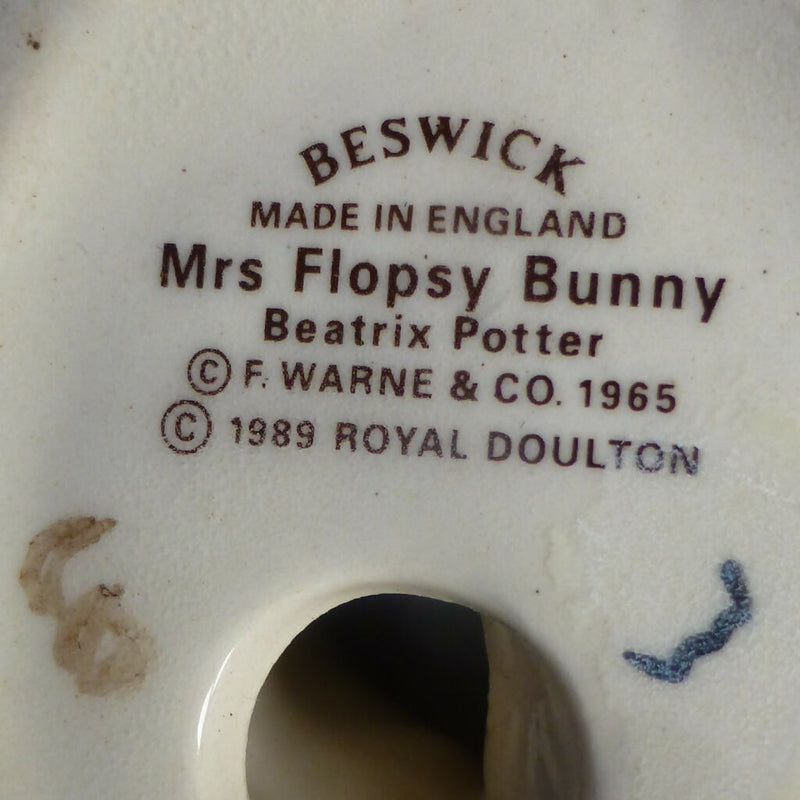 BESWICK
MADE IN ENGLAND
Mrs Flopsy Bunny
Beatrix Potter
© F. WARNE & CO. 1965
© 1989 ROYAL DOULTON